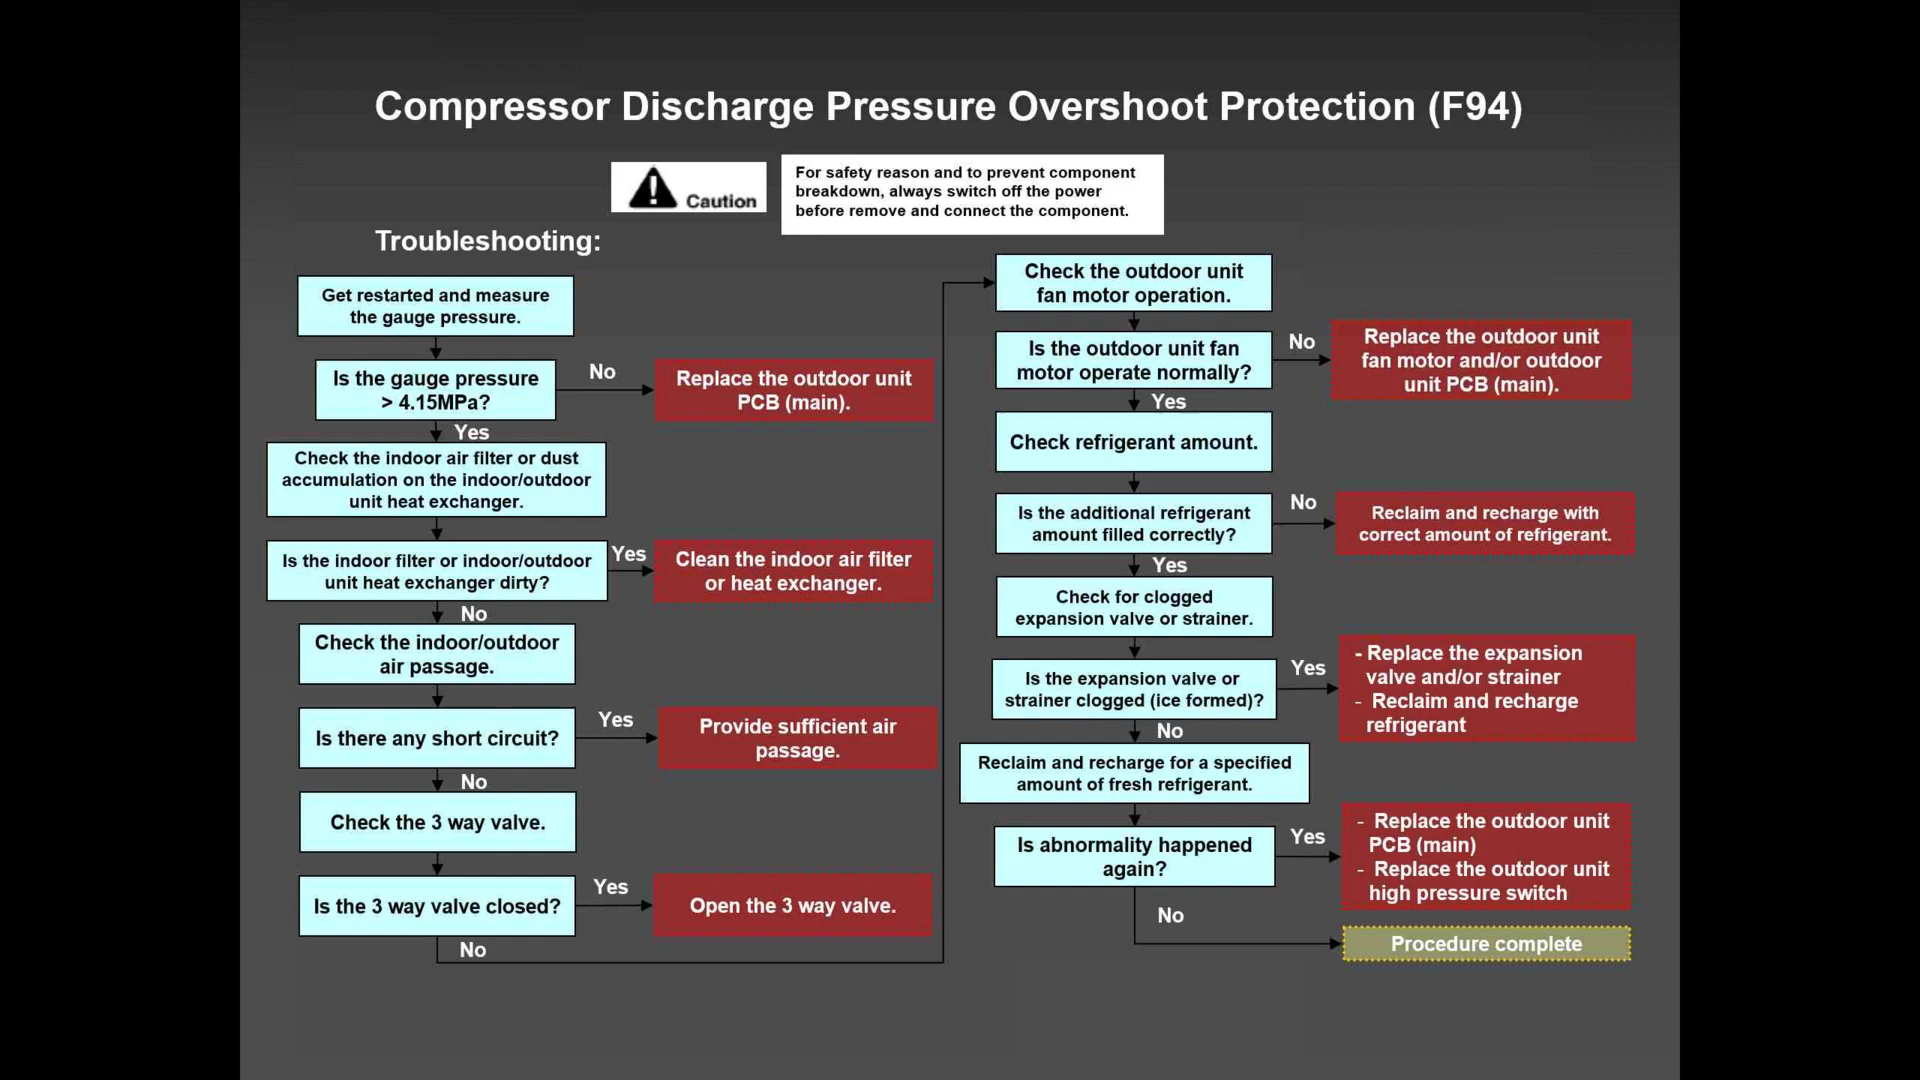 Compressor Discharge Pressure Overshoot Protection (F94)
Caution
For safety reason and to prevent component
breakdown, always switch off the power
before remove and connect the component.
Troubleshooting:
Get restarted and measure
the gauge pressure.
Is the gauge pressure
> 4.15MPa?
No
Replace the outdoor unit
PCB (main).
Yes
Check the indoor air filter or dust
accumulation on the indoor/outdoor
unit heat exchanger.
Is the indoor filter or indoor/outdoor
unit heat exchanger dirty?
Yes
Clean the indoor air filter
or heat exchanger.
No
Check the indoor/outdoor
air passage.
Is there any short circuit?
Yes
Provide sufficient air
passage.
No
Check the 3 way valve.
Is the 3 way valve closed?
Yes
Open the 3 way valve.
No
Check the outdoor unit
fan motor operation.
Is the outdoor unit fan
motor operate normally?
No
Replace the outdoor unit
fan motor and/or outdoor
unit PCB (main).
Yes
Check refrigerant amount.
Is the additional refrigerant
amount filled correctly?
No
Reclaim and recharge with
correct amount of refrigerant.
Yes
Check for clogged
expansion valve or strainer.
Is the expansion valve or
strainer clogged (ice formed)?
Yes
- Replace the expansion
valve and/or strainer
- Reclaim and recharge
refrigerant
No
Reclaim and recharge for a specified
amount of fresh refrigerant.
Is abnormality happened
again?
Yes
- Replace the outdoor unit
PCB (main)
- Replace the outdoor unit
high pressure switch
No
Procedure complete